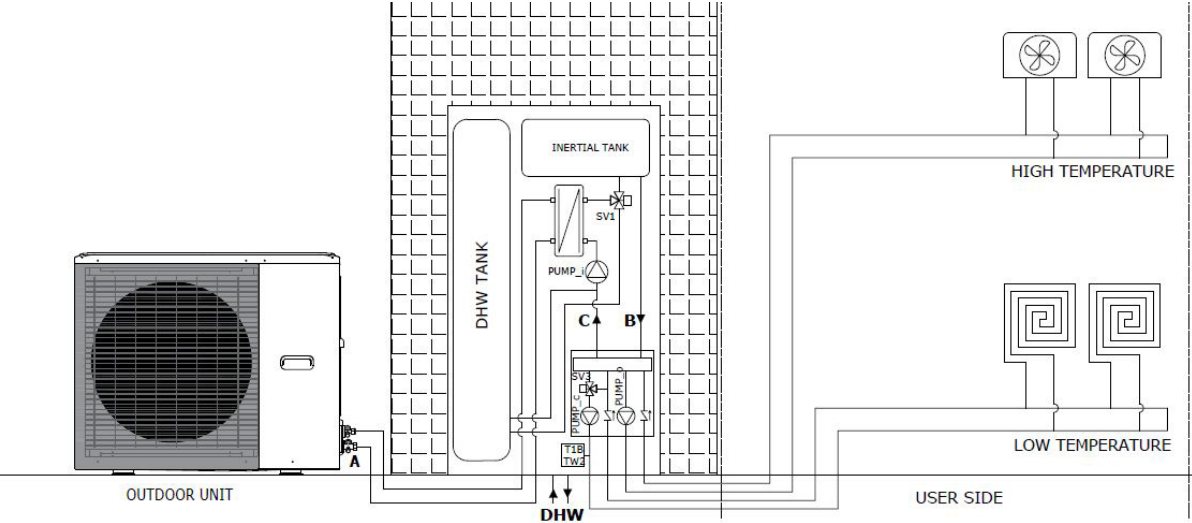 INERTIAL TANK
HIGH TEMPERATURE
SV1
DHW TANK
PUMP_i
C
B
SV3
PUMP_o
PUMP_c
LOW TEMPERATURE
T1B
TW2
A
OUTDOOR UNIT
USER SIDE
DHW